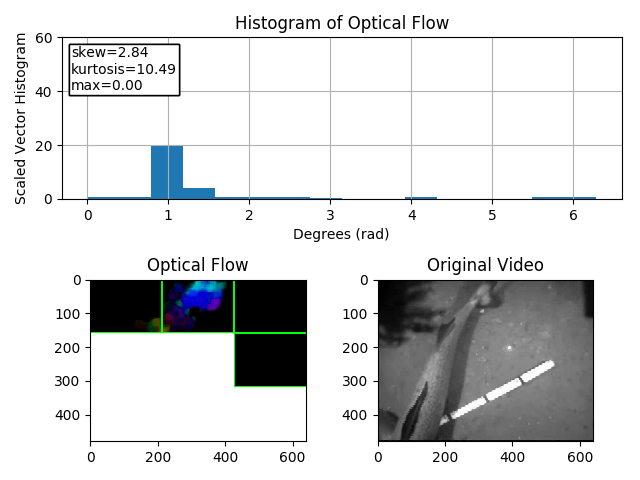 Histogram of Optical Flow
Scaled Vector Histogram
60
40
20
0
skew=2.84
kurtosis=10.49
max=0.00
0 1 2 3 4 5 6
Degrees (rad)
Optical Flow
0
100
200
300
400
0 200 400 600
Original Video
0
100
200
300
400
0 200 400 600